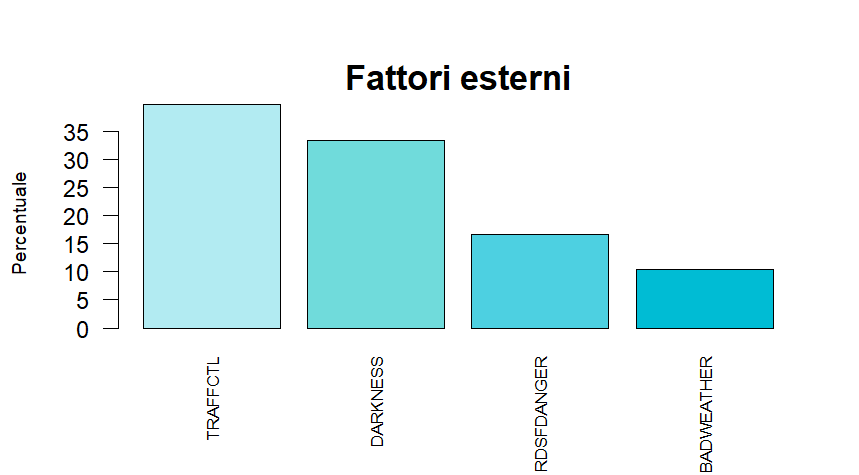 Fattori esterni
Percentuale
35
30
25
20
15
10
5
0
TRAFFCTL
DARKNESS
RDSFDANGER
BADWEATHER